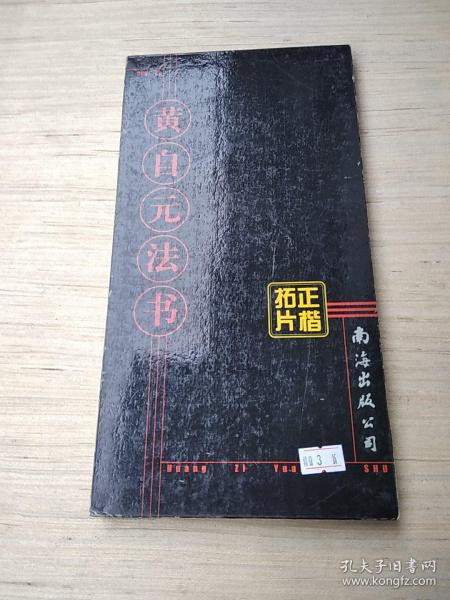 黄自元法书
正楷
拓片
南海出版公司
Huang Zi Yua SHU
孔夫子旧书网
www.kongfz.com